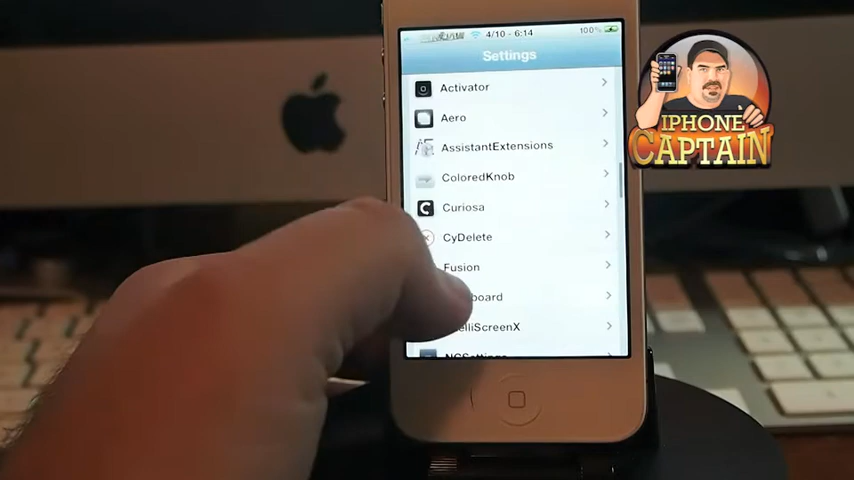 4/10 - 6:14
100%
Settings
Activator
Aero
AssistantExtensions
ColoredKnob
Curiosa
CyDelete
Fusion
IPHONE
CAPTAIN